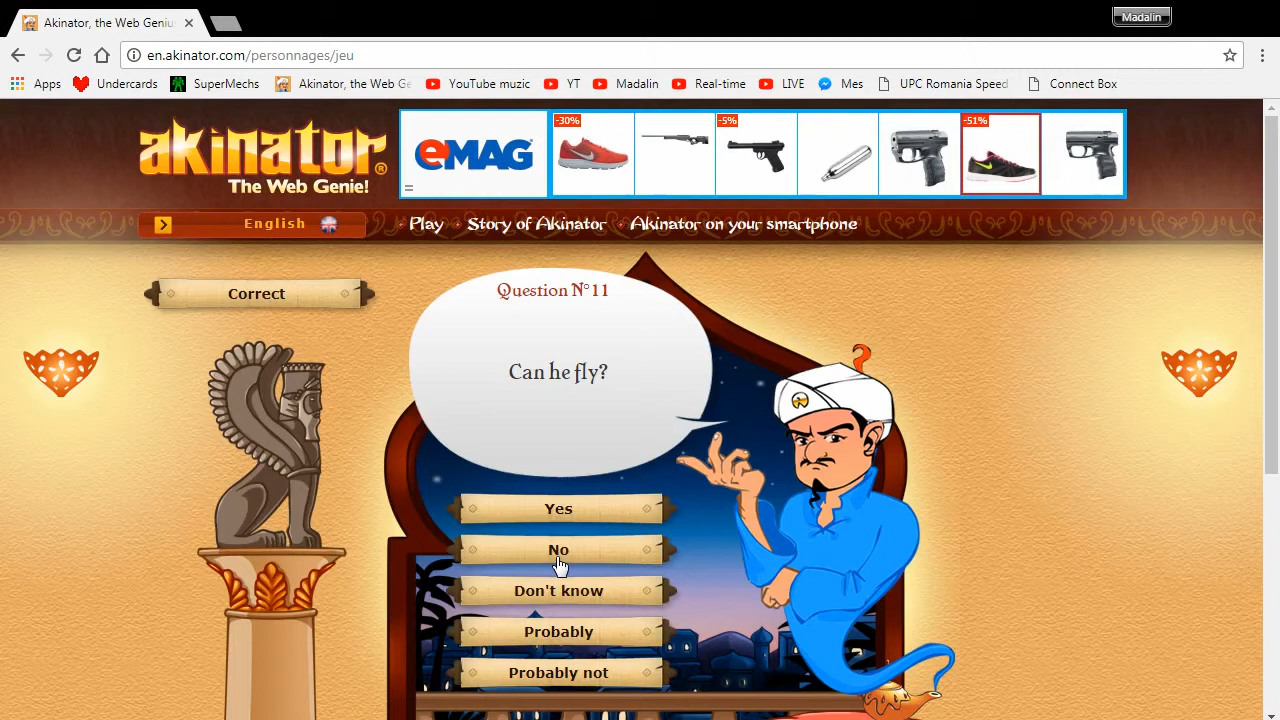 Madalin
Akinator, the Web Genius
en.akinator.com/personnages/jeu
Apps Undercards SuperMechs Akinator, the Web Ge YouTube muzic YT Madalin Real-time LIVE Mes UPC Romania Speed Connect Box
akinator®
The Web Genie!
eMAG
-30% -5% -51%
English
Play Story of Akinator Akinator on your smartphone
Correct
Question N°11
Can he fly?
Yes
No
Don't know
Probably
Probably not